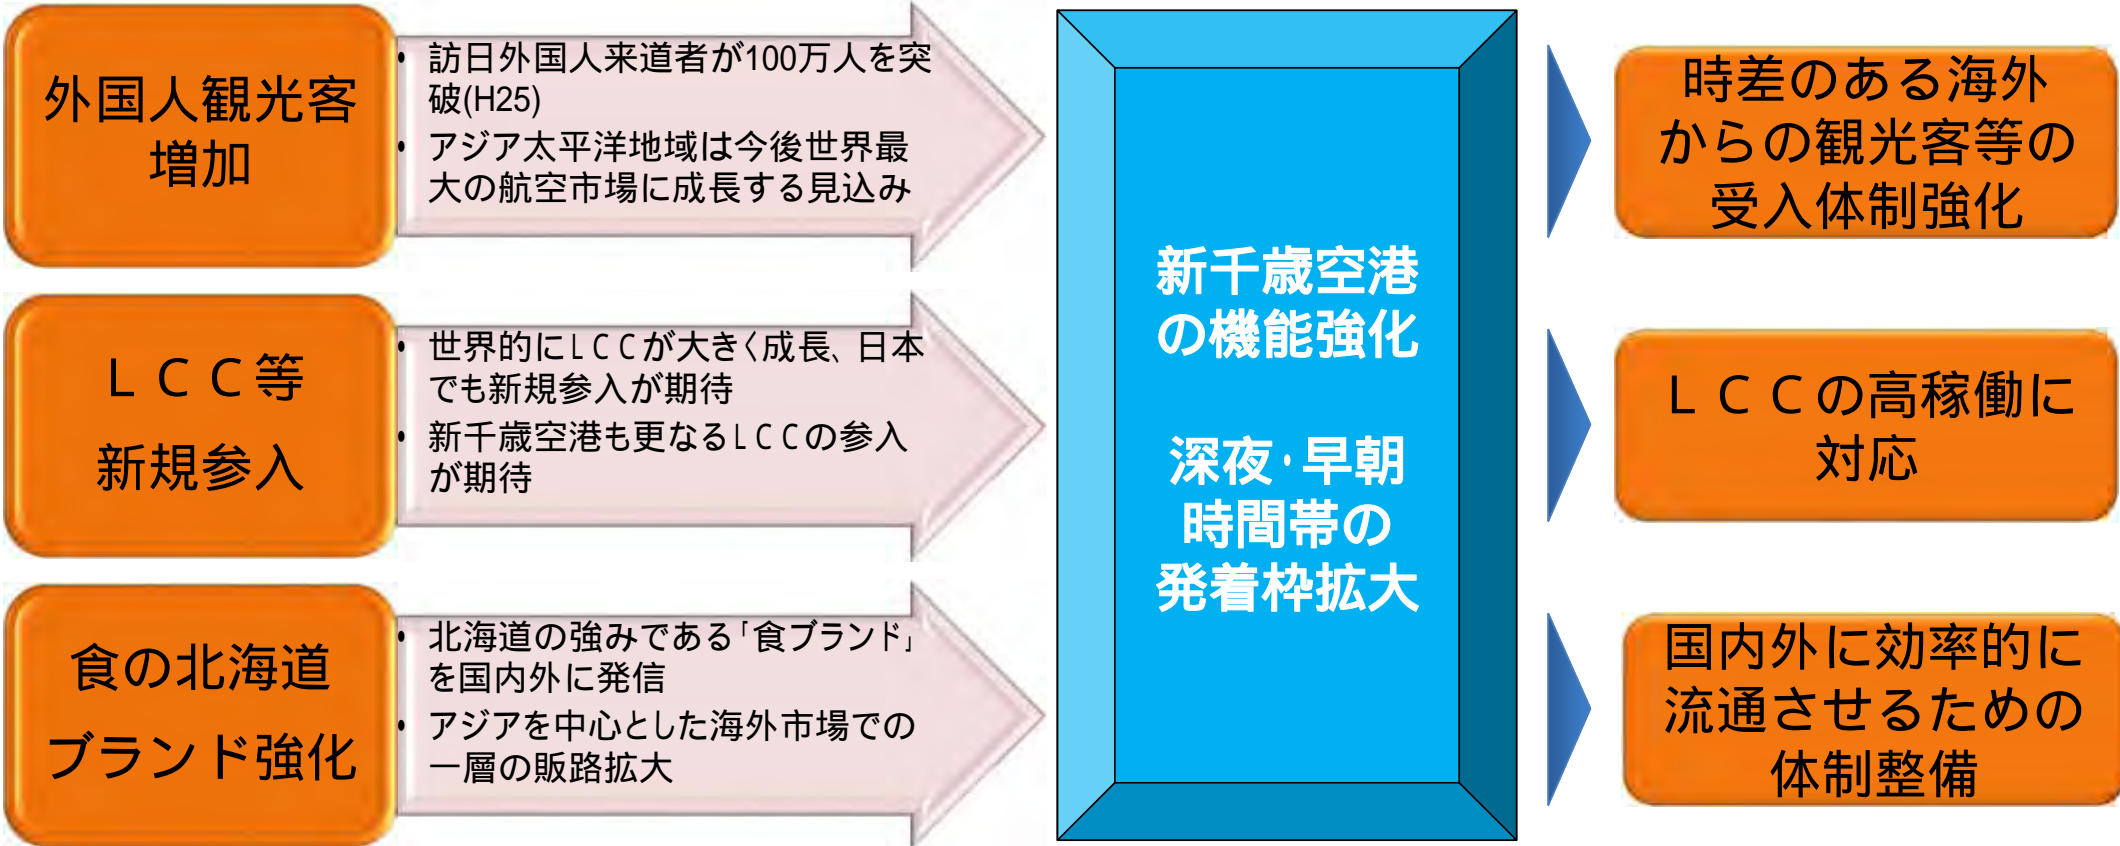 外国人観光客
増加
• 訪日外国人来道者が100万人を突
破(H25)
• アジア太平洋地域は今後世界最
大の航空市場に成長する見込み
ＬＣＣ等
新規参入
• 世界的にＬＣＣが大きく成長、日本
でも新規参入が期待
• 新千歳空港も更なるＬＣＣの参入
が期待
食の北海道
ブランド強化
• 北海道の強みである「食ブランド」
を国内外に発信
• アジアを中心とした海外市場での
一層の販路拡大
新千歳空港
の機能強化
深夜・早朝
時間帯の
発着枠拡大
時差のある海外
からの観光客等の
受入体制強化
ＬＣＣの高稼働に
対応
国内外に効率的に
流通させるための
体制整備